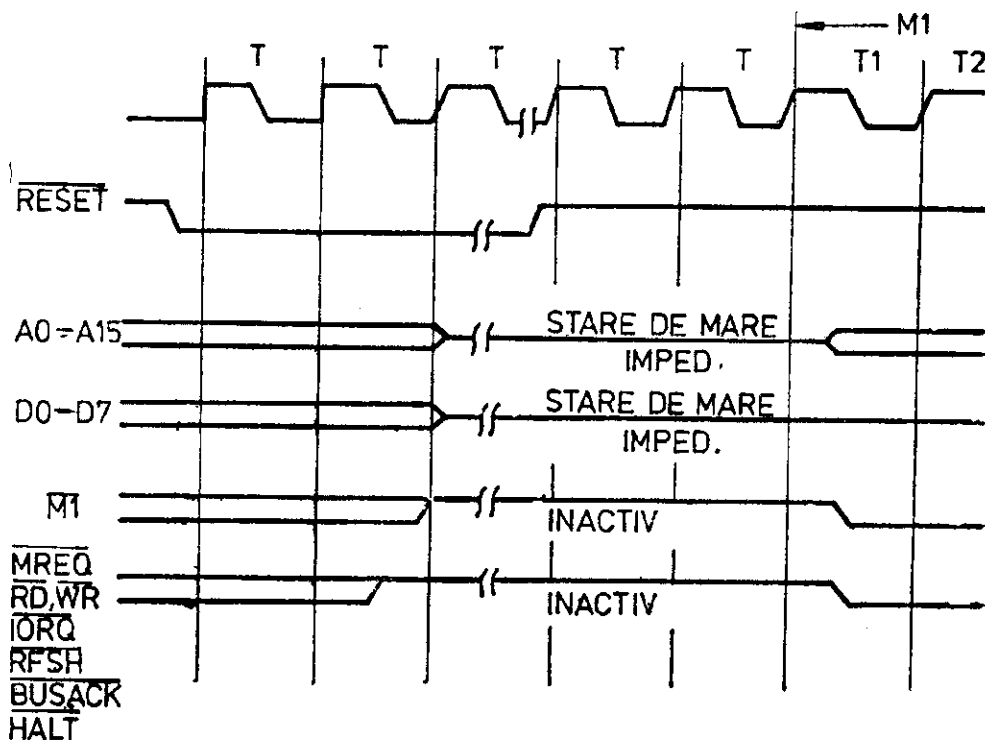 M1
T T T T T T1 T2
RESET
A0-A15
STARE DE MARE
IMPED.
D0-D7
STARE DE MARE
IMPED.
M1
INACTIV
MREQ
RD,WR
INACTIV
IORQ
RFSH
BUSACK
HALT